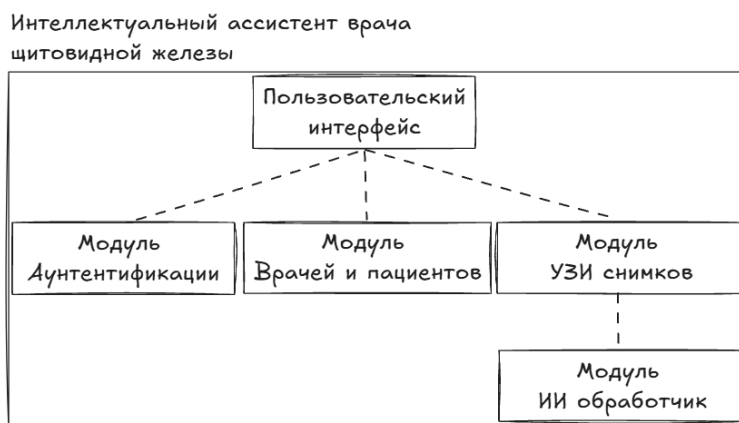 Интеллектуальный ассистент врача
щитовидной железы
Пользовательский
интерфейс
Модуль
Аунтентификации
Модуль
Врачей и пациентов
Модуль
УЗИ снимков
Модуль
ИИ обработчик